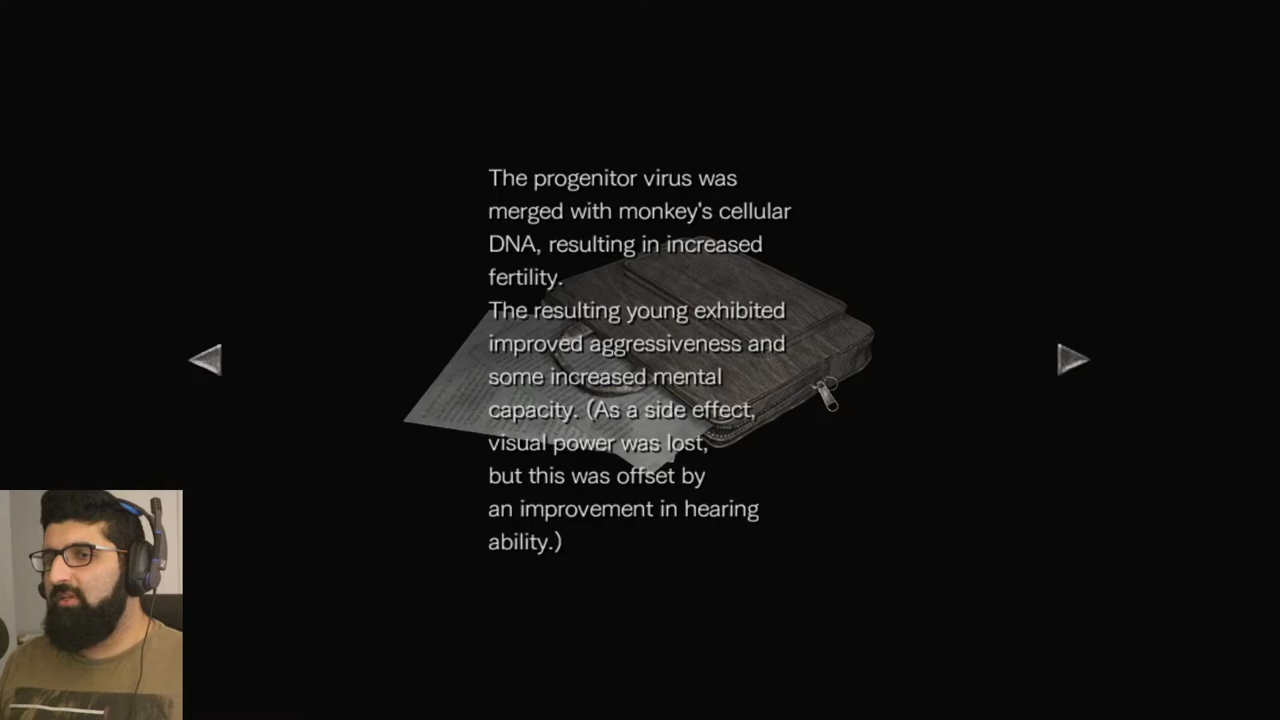 The progenitor virus was
merged with monkey's cellular
DNA, resulting in increased
fertility.
The resulting young exhibited
improved aggressiveness and
some increased mental
capacity. (As a side effect,
visual power was lost,
but this was offset by
an improvement in hearing
ability.)